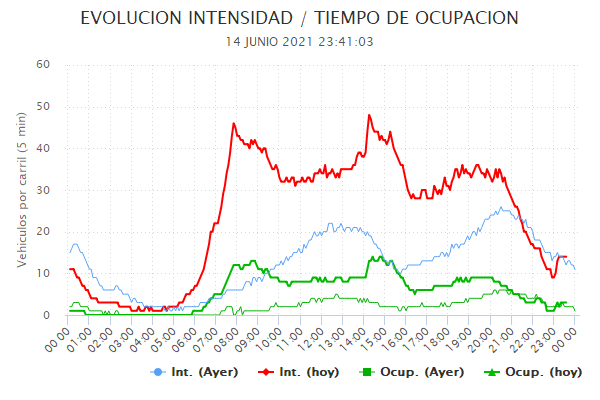 EVOLUCION INTENSIDAD / TIEMPO DE OCUPACION
14 JUNIO 2021 23:41:03
Vehiculos por carril (5 min)
60
50
40
30
20
10
0
00:00 01:00 02:00 03:00 04:00 05:00 06:00 07:00 08:00 09:00 10:00 11:00 12:00 13:00 14:00 15:00 16:00 17:00 18:00 19:00 20:00 21:00 22:00 23:00 00:00
Int. (Ayer) Int. (hoy) Ocup. (Ayer) Ocup. (hoy)